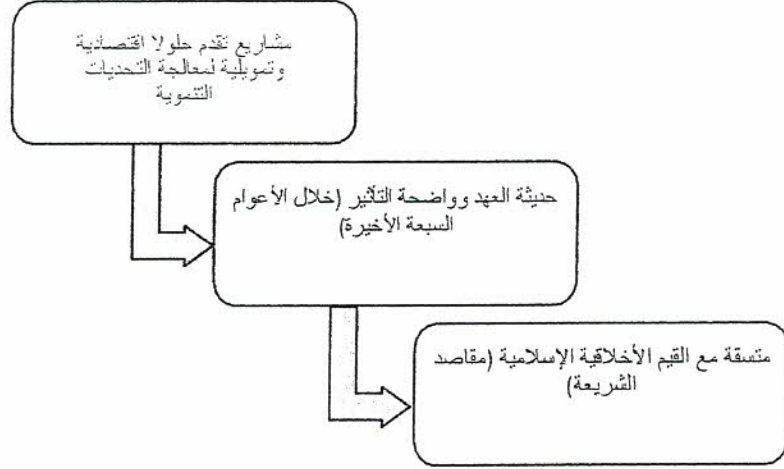 مشاريع تقدم حلولا اقتصادية
وتمويلية لمعالجة التحديات
التنموية
حديثة العهد وواضحة التأثير (خلال الأعوام
السبعة الأخيرة)
متسقة مع القيم الأخلاقية الإسلامية (مقاصد
الشريعة)